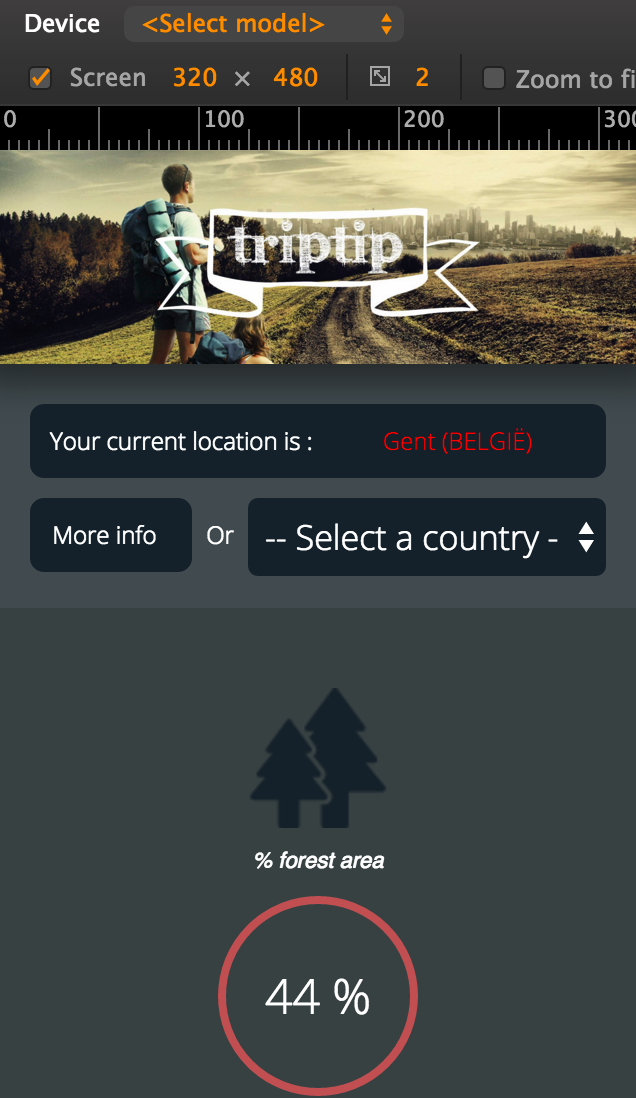 Device <Select model>
Screen 320 × 480 2 Zoom to fi
0 100 200 300
triptip
Your current location is : Gent (BELGIË)
More info Or -- Select a country -
% forest area
44 %